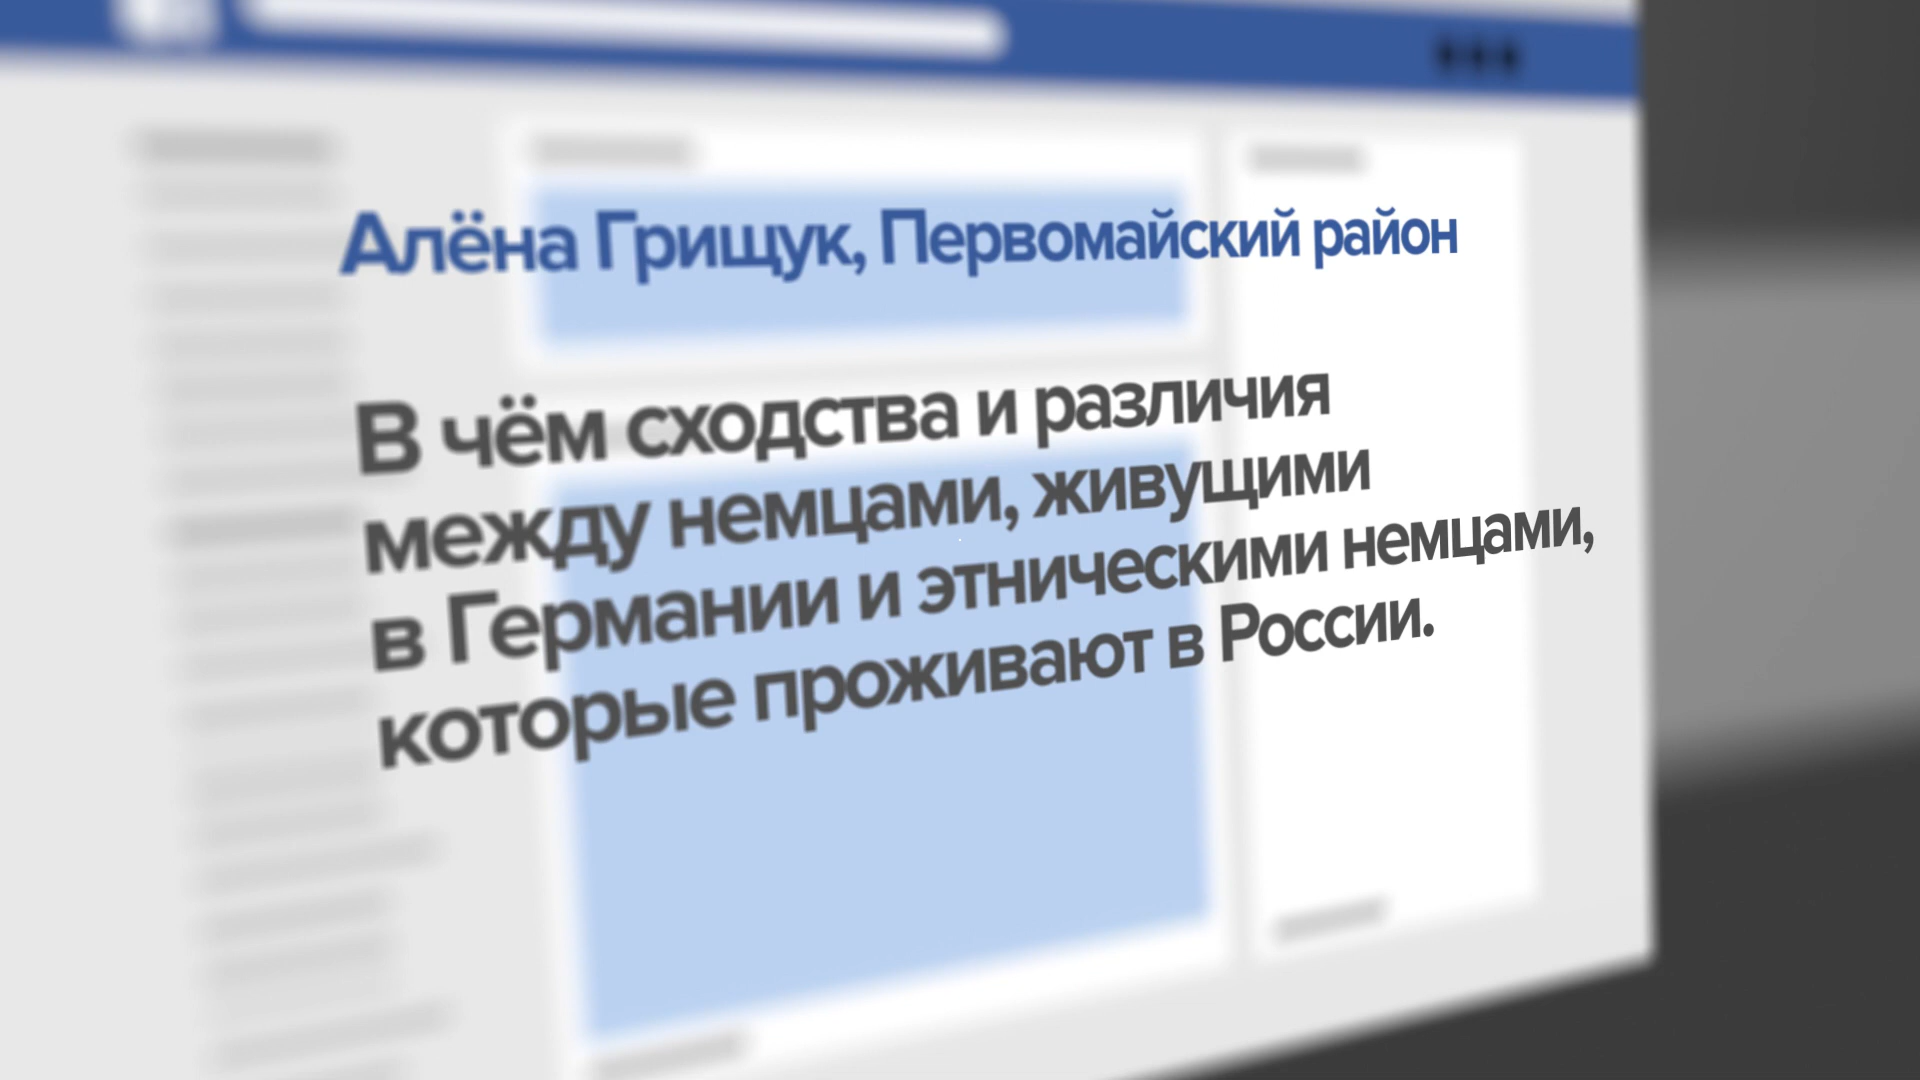 Алёна Грищук, Первомайский район
В чём сходства и различия
между немцами, живущими
в Германии и этническими немцами,
которые проживают в России.